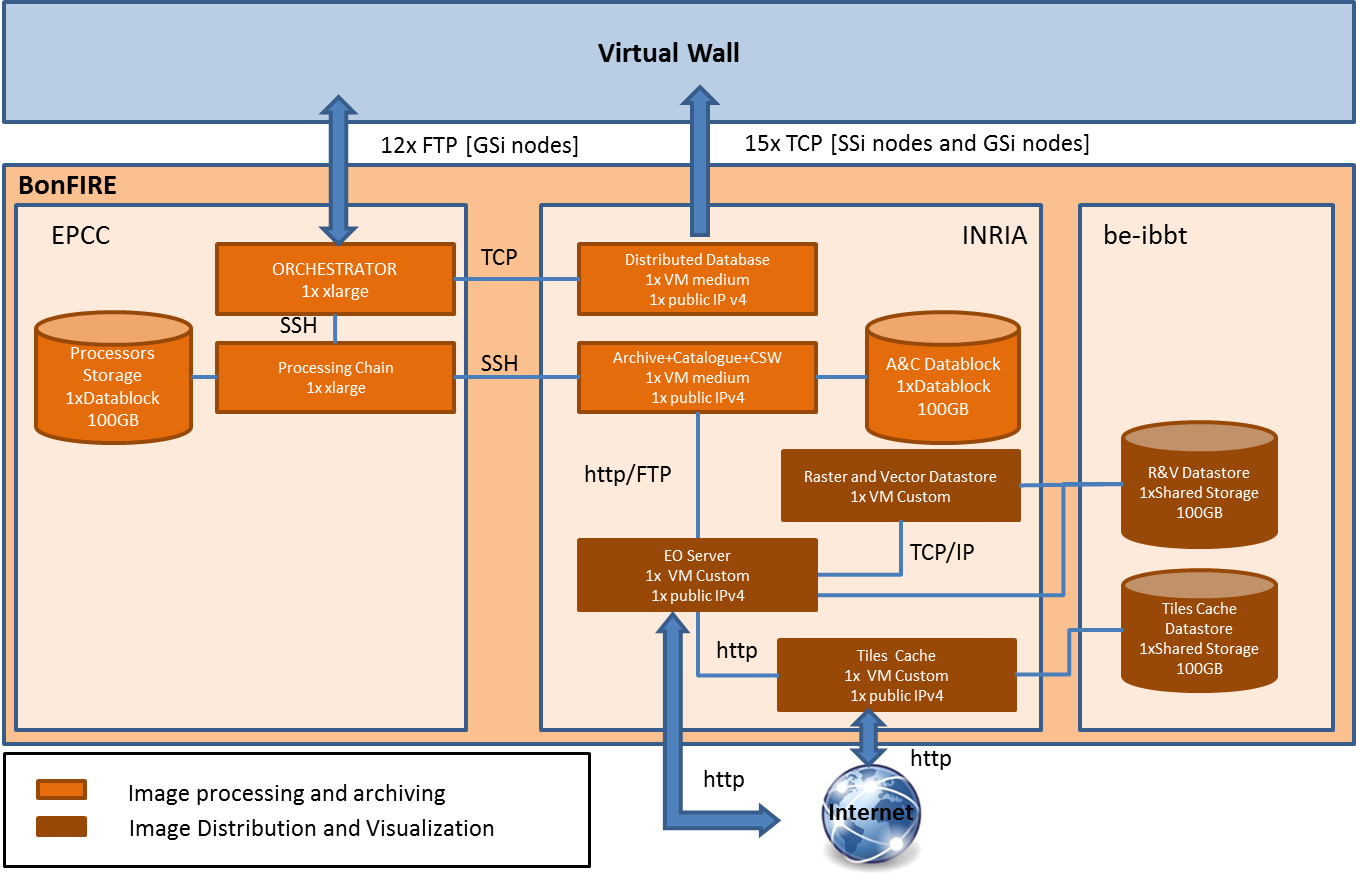 Virtual Wall
12x FTP [GSi nodes]
15x TCP [SSi nodes and GSi nodes]
BonFIRE
EPCC
INRIA
be-ibbt
ORCHESTRATOR
1x xlarge
TCP
Distributed Database
1x VM medium
1x public IP v4
SSH
Processors
Storage
1xDatablock
100GB
Processing Chain
1x xlarge
SSH
Archive+Catalogue+CSW
1x VM medium
1x public IPv4
A&C Datablock
1xDatablock
100GB
http/FTP
Raster and Vector Datastore
1x VM Custom
R&V Datastore
1xShared Storage
100GB
TCP/IP
EO Server
1x VM Custom
1x public IPv4
http
Tiles Cache
1x VM Custom
1x public IPv4
Tiles Cache
Datastore
1xShared Storage
100GB
http
http
Internet
Image processing and archiving
Image Distribution and Visualization